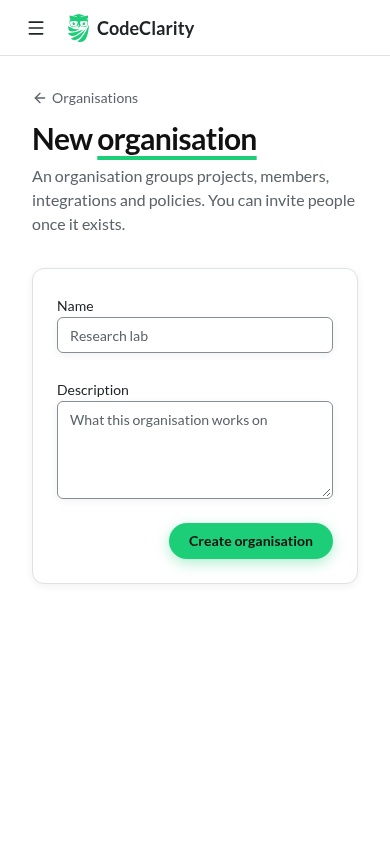 CodeClarity
Organisations
New organisation
An organisation groups projects, members,
integrations and policies. You can invite people
once it exists.
Name
Research lab
Description
What this organisation works on
Create organisation